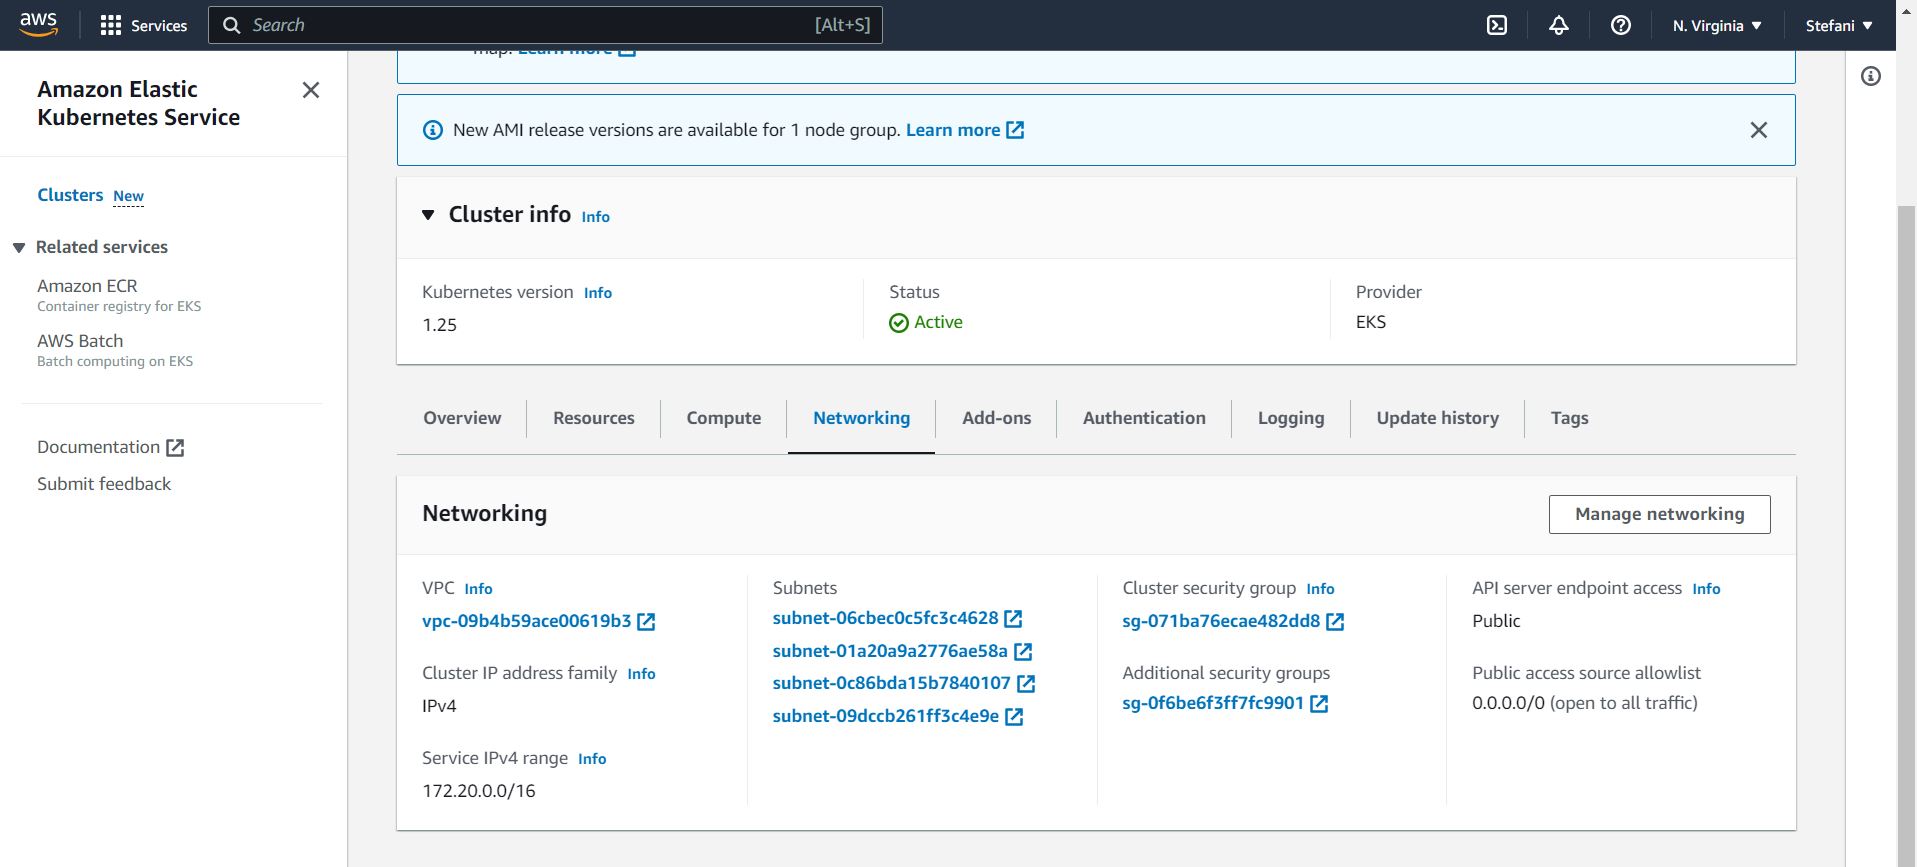 aws
Services
Search
[Alt+S]
N. Virginia
Stefani
Amazon Elastic
Kubernetes Service
Clusters New
Related services
Amazon ECR
Container registry for EKS
AWS Batch
Batch computing on EKS
Documentation
Submit feedback
map. Learn more
New AMI release versions are available for 1 node group. Learn more
Cluster info Info
Kubernetes version Info
1.25
Status
Active
Provider
EKS
Overview
Resources
Compute
Networking
Add-ons
Authentication
Logging
Update history
Tags
Networking
Manage networking
VPC Info
vpc-09b4b59ace00619b3
Cluster IP address family Info
IPv4
Service IPv4 range Info
172.20.0.0/16
Subnets
subnet-06cbec0c5fc3c4628
subnet-01a20a9a2776ae58a
subnet-0c86bda15b7840107
subnet-09dccb261ff3c4e9e
Cluster security group Info
sg-071ba76ecae482dd8
Additional security groups
sg-0f6be6f3ff7fc9901
API server endpoint access Info
Public
Public access source allowlist
0.0.0.0/0 (open to all traffic)